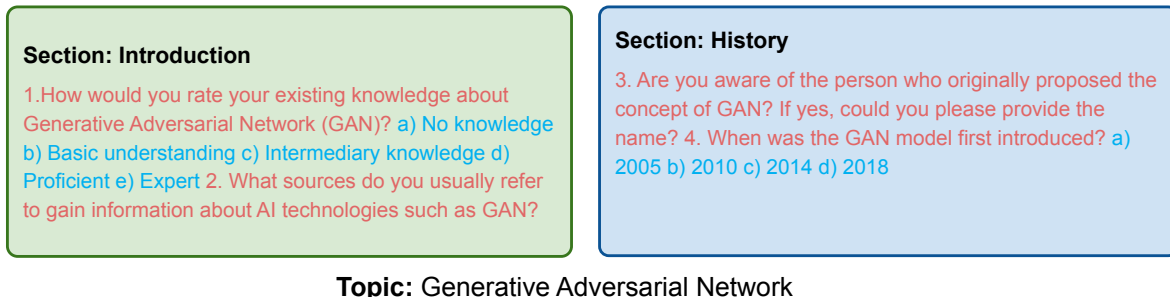 Section: Introduction
1.How would you rate your existing knowledge about
Generative Adversarial Network (GAN)? a) No knowledge
b) Basic understanding c) Intermediary knowledge d)
Proficient e) Expert 2. What sources do you usually refer
to gain information about AI technologies such as GAN?
Section: History
3. Are you aware of the person who originally proposed the
concept of GAN? If yes, could you please provide the
name? 4. When was the GAN model first introduced? a)
2005 b) 2010 c) 2014 d) 2018
Topic: Generative Adversarial Network